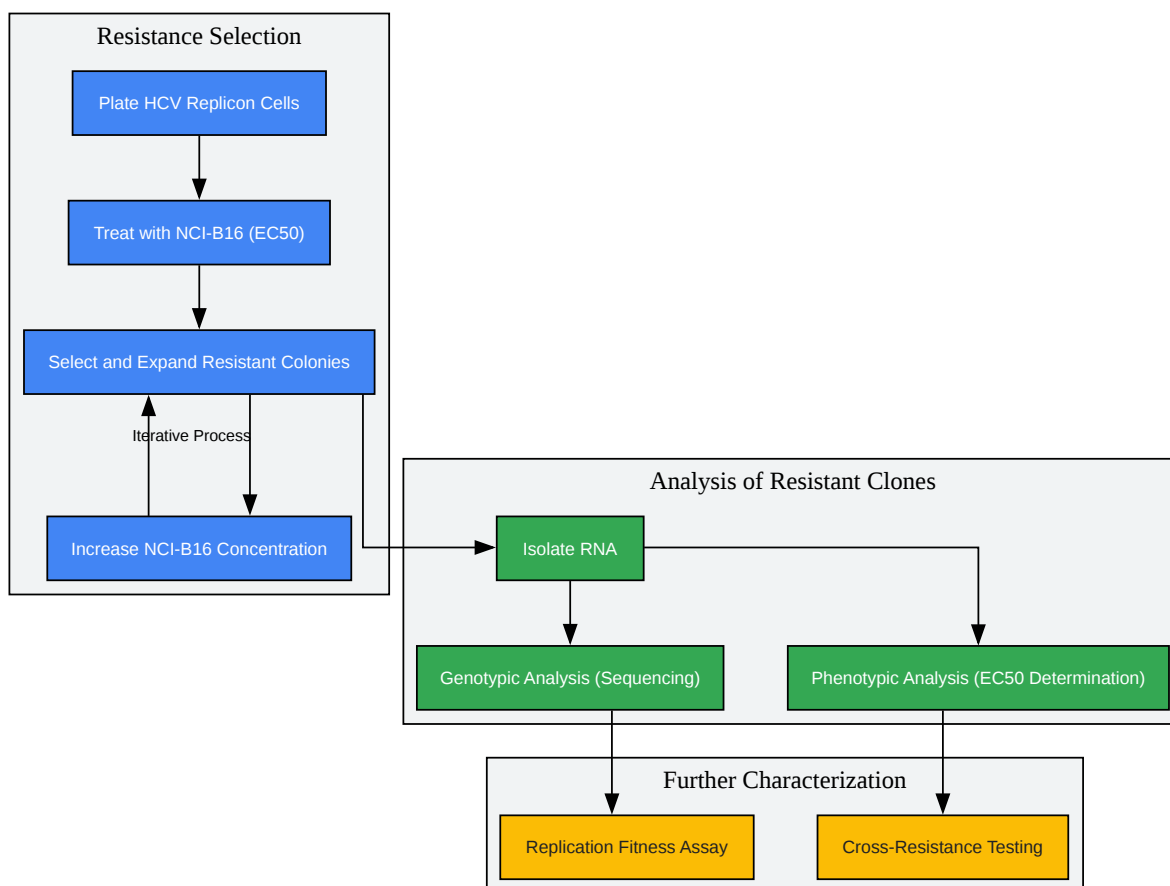 Resistance Selection
Plate HCV Replicon Cells
Treat with NCI-B16 (EC50)
Select and Expand Resistant Colonies
Iterative Process
Increase NCI-B16 Concentration
Analysis of Resistant Clones
Isolate RNA
Genotypic Analysis (Sequencing)
Phenotypic Analysis (EC50 Determination)
Further Characterization
Replication Fitness Assay
Cross-Resistance Testing